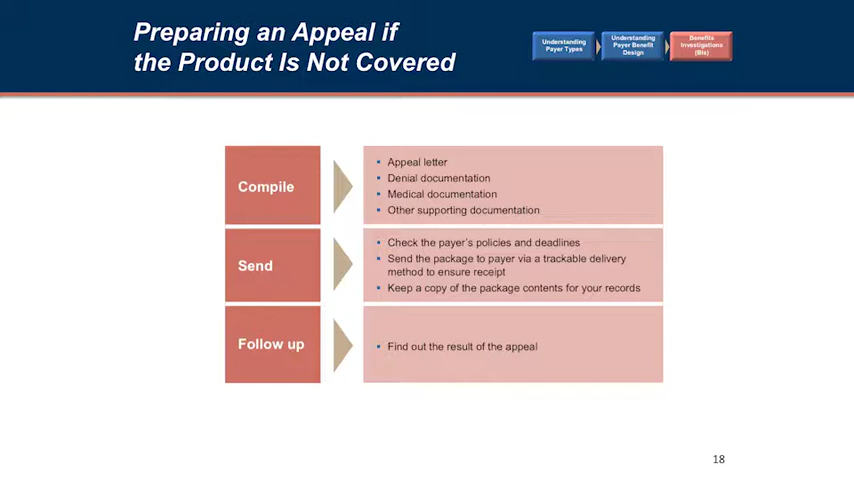 Preparing an Appeal if
the Product Is Not Covered
Understanding
Payer Types
Understanding
Payer Benefit
Design
Benefits
Investigations
(BIs)
Compile
▪ Appeal letter
▪ Denial documentation
▪ Medical documentation
▪ Other supporting documentation
Send
▪ Check the payer's policies and deadlines
▪ Send the package to payer via a trackable delivery
method to ensure receipt
▪ Keep a copy of the package contents for your records
Follow up
▪ Find out the result of the appeal
18